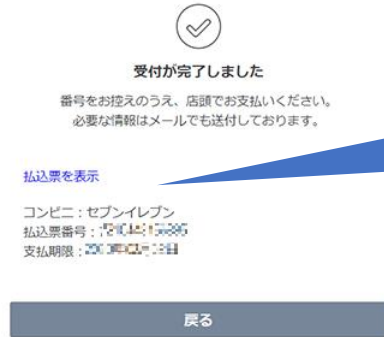 受付が完了しました
番号をお控えのうえ、店頭でお支払いください。
必要な情報はメールでも送付しております。
払込票を表示
コンビニ：セブンイレブン
払込票番号：
支払期限：
戻る